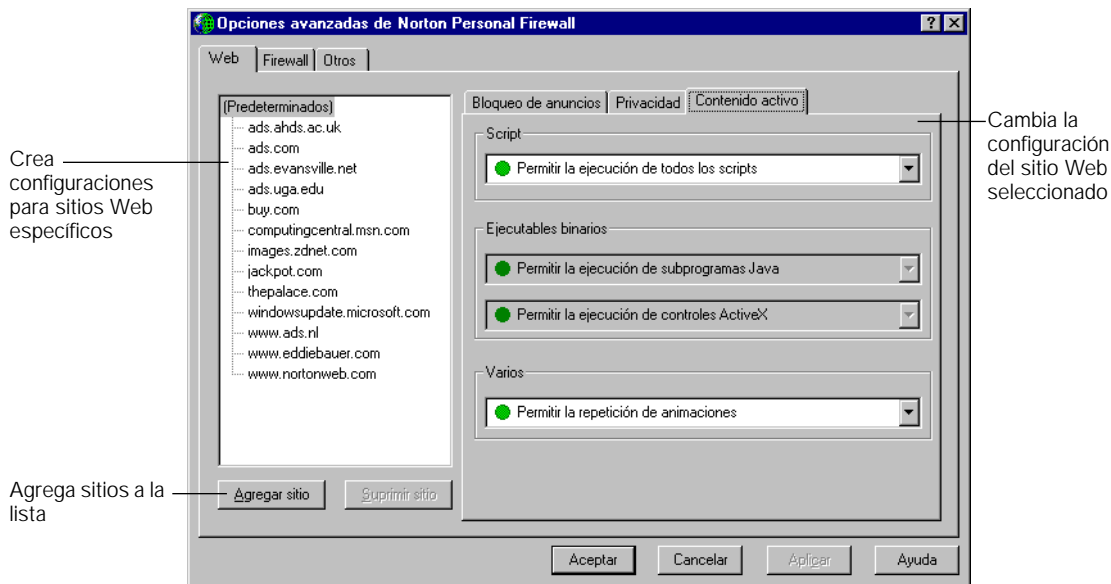 Opciones avanzadas de Norton Personal Firewall
Web
Firewall
Otros
(Predeterminados)
ads.ahds.ac.uk
ads.com
ads.evansville.net
ads.uga.edu
buy.com
computingcentral.msn.com
images.zdnet.com
jackpot.com
thepalace.com
windowsupdate.microsoft.com
www.ads.nl
www.eddiebauer.com
www.nortonweb.com
Agregar sitio
Suprimir sitio
Bloqueo de anuncios
Privacidad
Contenido activo
Script
Permitir la ejecución de todos los scripts
Ejecutables binarios
Permitir la ejecución de subprogramas Java
Permitir la ejecución de controles ActiveX
Varios
Permitir la repetición de animaciones
Aceptar
Cancelar
Aplicar
Ayuda
Crea
configuraciones
para sitios Web
específicos
Agrega sitios a la
lista
Cambia la
configuración
del sitio Web
seleccionado